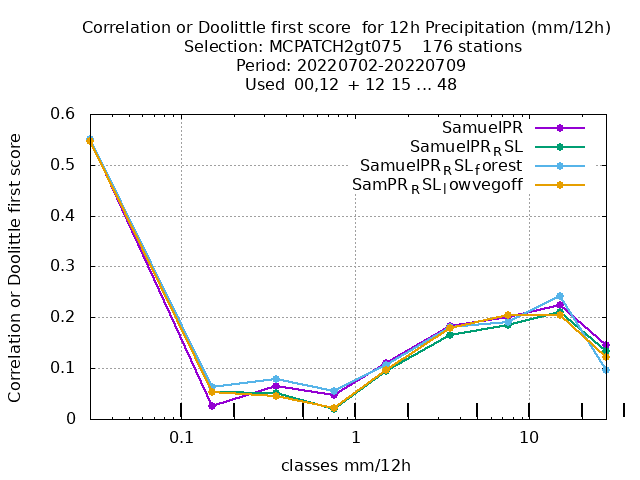 Correlation or Doolittle first score  for 12h Precipitation (mm/12h)
Selection: MCPATCH2gt075    176 stations
Period: 20220702-20220709
Used  00,12  + 12 15 ... 48
Correlation or Doolittle first score
0.6
0.5
0.4
0.3
0.2
0.1
0
SamuelPR
SamuelPR_RSL
SamuelPR_RSL_forest
SamPR_RSL_lowvegoff
0.1 1 10
classes mm/12h